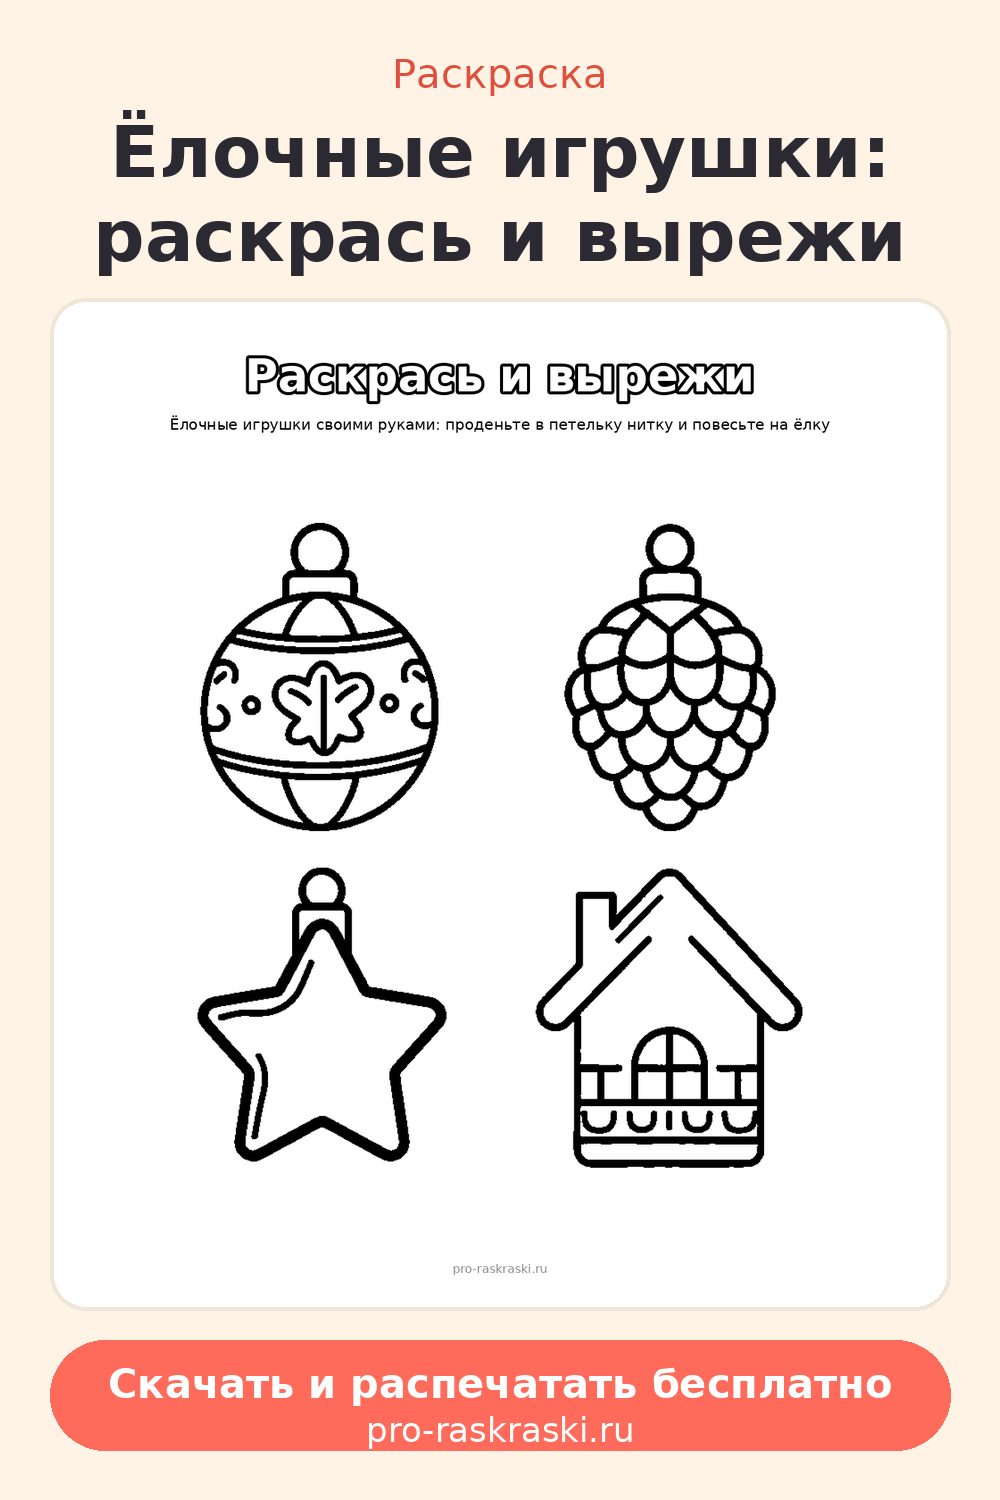 Раскраска
Ёлочные игрушки:
раскрась и вырежи
Раскрась и вырежи
Ёлочные игрушки своими руками: проденьте в петельку нитку и повесьте на ёлку
pro-raskraski.ru
Скачать и распечатать бесплатно
pro-raskraski.ru